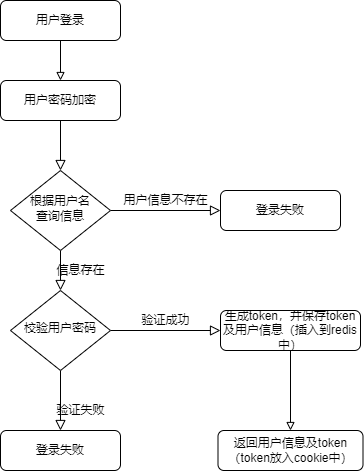 用户登录
用户密码加密
根据用户名
查询信息
用户信息不存在
登录失败
信息存在
校验用户密码
验证成功
生成token，并保存token
及用户信息（插入到redis
中）
验证失败
登录失败
返回用户信息及token
（token放入cookie中）